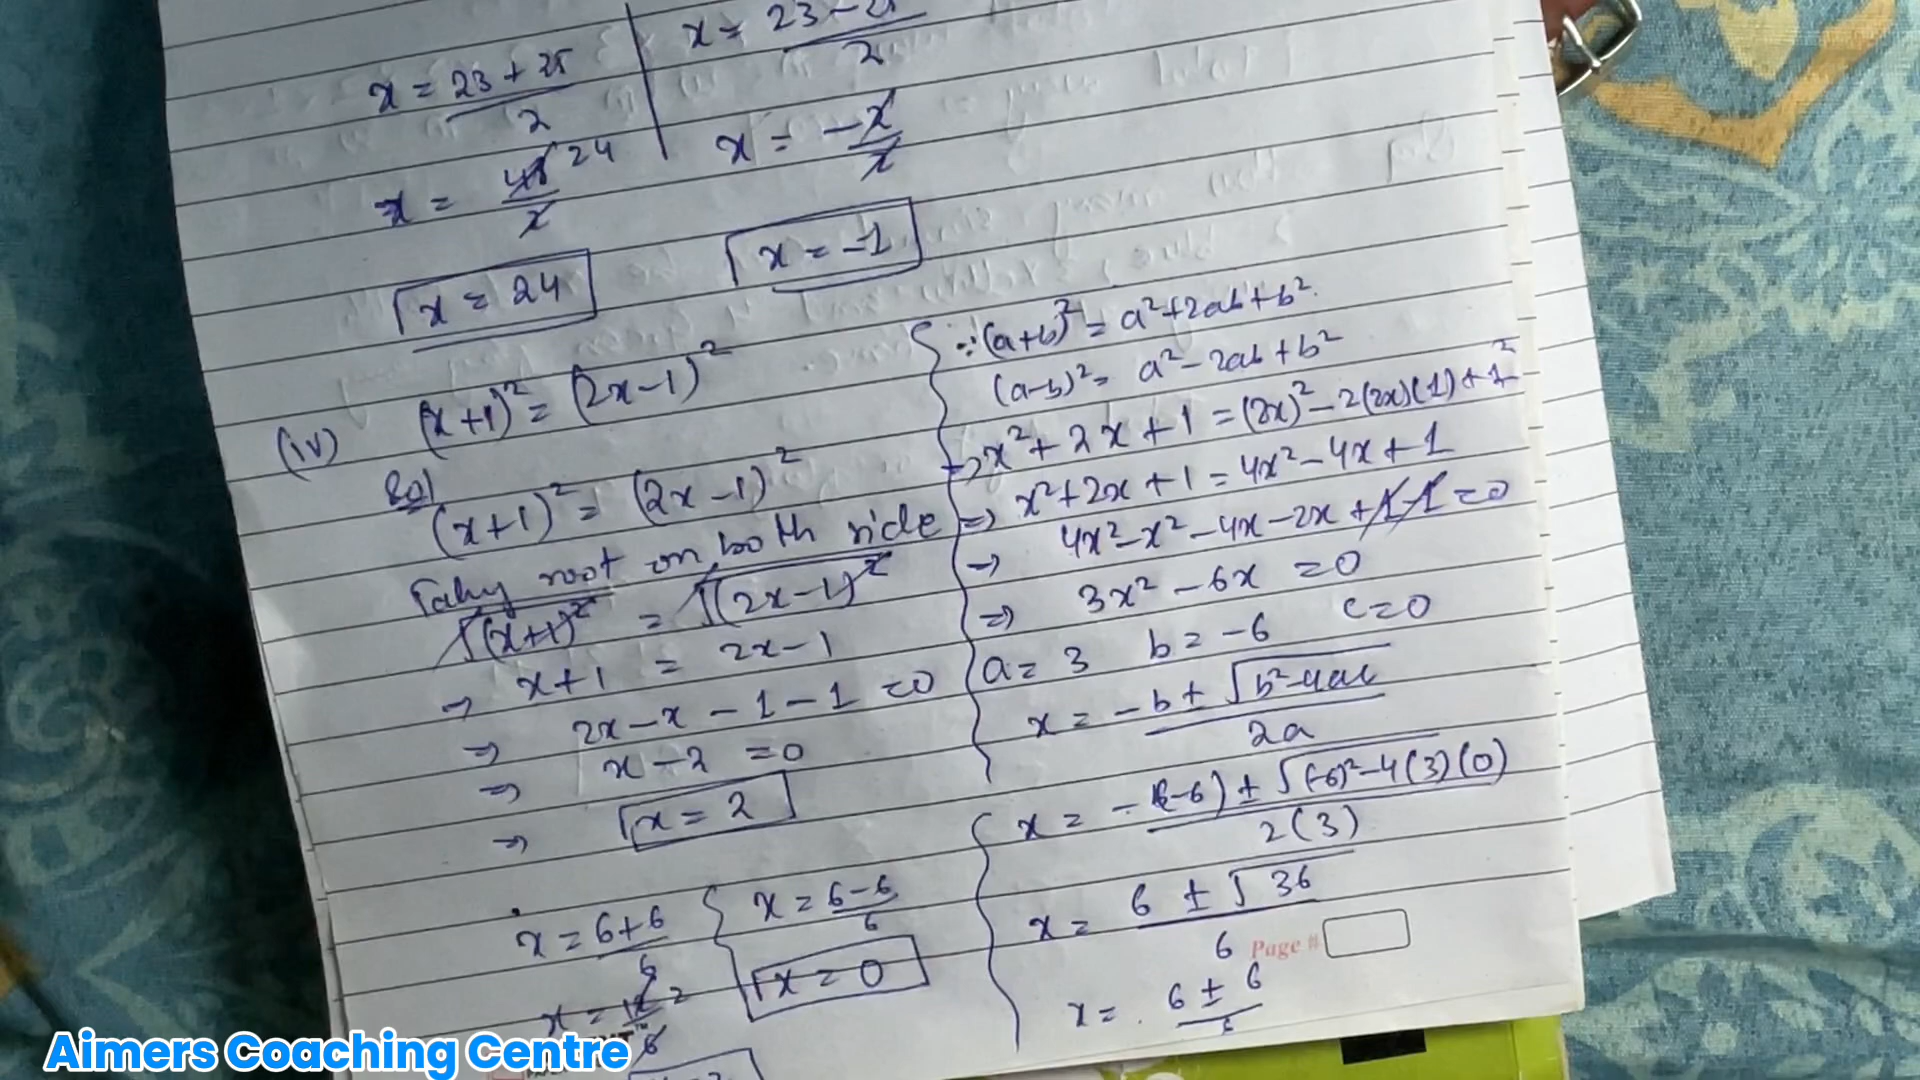 x = 23 + 25 / 2
x = 48 24 / 2
x = 24
x = 23 - 25 / 2
x = -2 / 2
x = -1
(iv) (x+1)² = (2x-1)²
Sol
(x+1)² = (2x-1)²
Taking root on both side
√(x+1)² = √(2x-1)²
→ x+1 = 2x-1
⇒ 2x-x-1-1 = 0
⇒ x-2 = 0
⇒ x = 2
∵ (a+b)² = a²+2ab+b².
(a-b)² = a²-2ab+b²
⇒ x²+2x+1 = (2x)²-2(2x)(1)+1²
⇒ x²+2x+1 = 4x²-4x+1
→ 4x²-x²-4x-2x+1-1 = 0
⇒ 3x²-6x = 0
a = 3 b = -6 c = 0
x = -b ± √b²-4ac / 2a
x = -(-6) ± √(-6)²-4(3)(0) / 2(3)
x = 6 ± √36 / 6
x = 6 ± 6 / 6
x = 6+6 / 6
x = 12 2 / 6
x = 6-6 / 6
x = 0
Page #
Aimers Coaching Centre